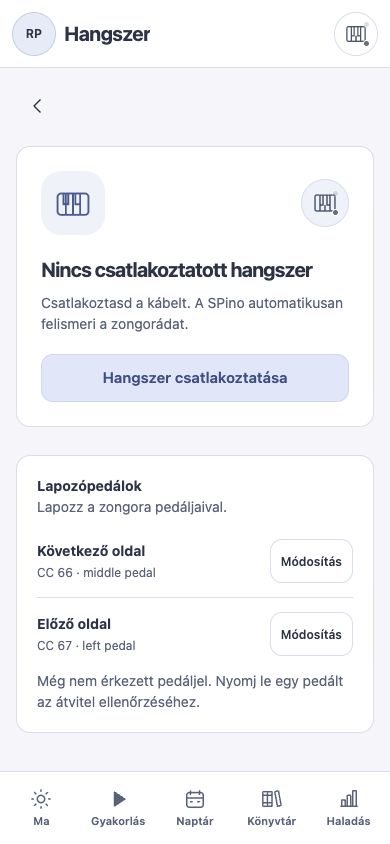 RP
Hangszer
Nincs csatlakoztatott hangszer
Csatlakoztasd a kábelt. A SPino automatikusan
felismeri a zongorádat.
Hangszer csatlakoztatása
Lapozópedálok
Lapozz a zongora pedáljaival.
Következő oldal
CC 66 · middle pedal
Módosítás
Előző oldal
CC 67 · left pedal
Módosítás
Még nem érkezett pedáljel. Nyomj le egy pedált
az átvitel ellenőrzéséhez.
Ma
Gyakorlás
Naptár
Könyvtár
Haladás